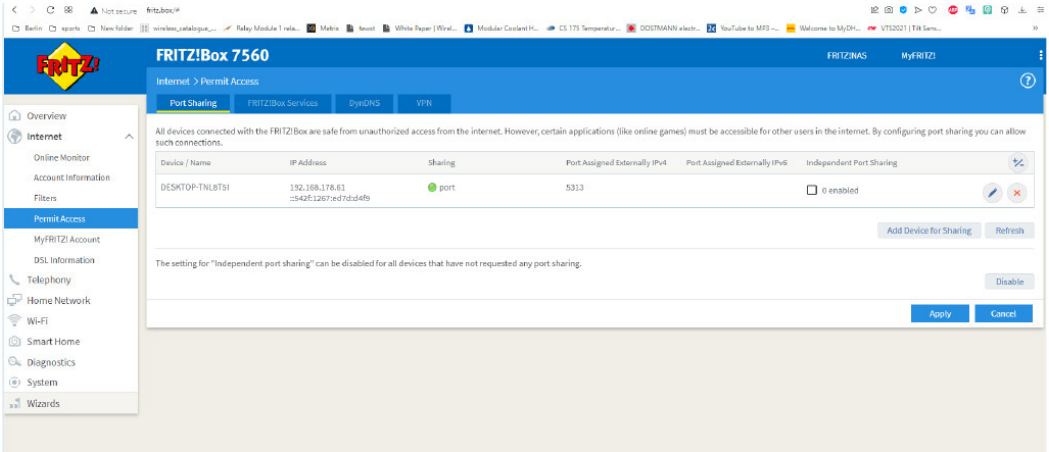 Not secure fritz.box/#
Berlin sports New folder wireless_catalogue_... Relay Module 1 rela... Metris feuest White Paper (Wirel... Modular Coolant H... CS 175 Temperatur... DOSTMANN electr... YouTube to MP3 –... Welcome to MyDH... VTS2021 | Tilt Sens... »
FRITZ! FRITZ!Box 7560 FRITZ!NAS MyFRITZ!
Internet > Permit Access
Port Sharing FRITZ!Box Services DynDNS VPN
Overview
Internet
Online Monitor
Account Information
Filters
Permit Access
MyFRITZ! Account
DSL Information
Telephony
Home Network
Wi-Fi
Smart Home
Diagnostics
System
Wizards
All devices connected with the FRITZ!Box are safe from unauthorized access from the internet. However, certain applications (like online games) must be accessible for other users in the internet. By configuring port sharing you can allow
such connections.
Device / Name IP Address Sharing Port Assigned Externally IPv4 Port Assigned Externally IPv6 Independent Port Sharing
DESKTOP-TNL8TSI 192.168.178.61 port 5313 0 enabled
::542f:1267:ed7d:d4f9
Add Device for Sharing Refresh
The setting for "Independent port sharing" can be disabled for all devices that have not requested any port sharing.
Disable
Apply Cancel